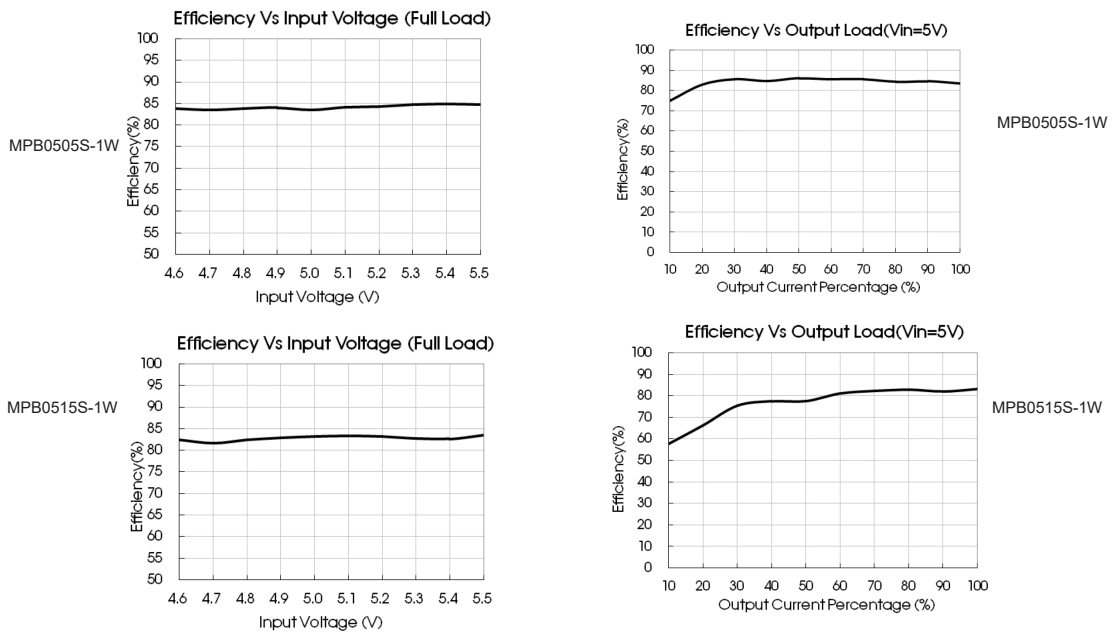 Efficiency Vs Input Voltage (Full Load)
100
95
90
85
80
75
70
65
60
55
50
Efficiency(%)
MPB0505S-1W
4.6 4.7 4.8 4.9 5.0 5.1 5.2 5.3 5.4 5.5
Input Voltage (V)
Efficiency Vs Output Load(Vin=5V)
100
90
80
70
60
50
40
30
20
10
0
Efficiency(%)
MPB0505S-1W
10 20 30 40 50 60 70 80 90 100
Output Current Percentage (%)
Efficiency Vs Input Voltage (Full Load)
100
95
90
85
80
75
70
65
60
55
50
Efficiency(%)
MPB0515S-1W
4.6 4.7 4.8 4.9 5.0 5.1 5.2 5.3 5.4 5.5
Input Voltage (V)
Efficiency Vs Output Load(Vin=5V)
100
90
80
70
60
50
40
30
20
10
0
Efficiency(%)
MPB0515S-1W
10 20 30 40 50 60 70 80 90 100
Output Current Percentage (%)